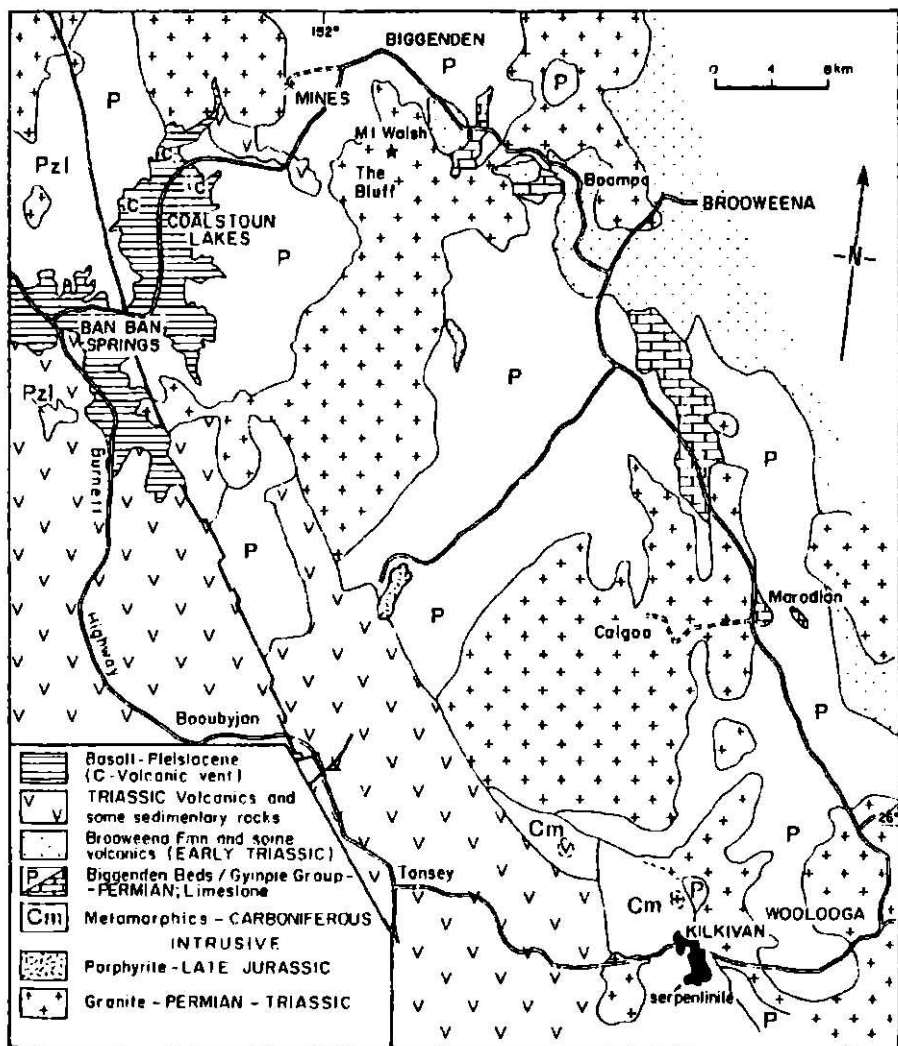 152°
BIGGENDEN
P
P
P
0 4 8 km
MINES
Mt Walsh
The Bluff
Boompa
BROOWEENA
-N-
Pzl
C
C
C
COALSTOUN LAKES
P
BAN BAN SPRINGS
Pzl
P
P
Burnett
Highway
P
P
Marodian
Calgoa
P
Booubyjan
Basalt-Pleistocene
(C-Volcanic vent)
TRIASSIC Volcanics and
some sedimentary rocks
Brooweena Fmn and some
volcanics (EARLY TRIASSIC)
P
Biggenden Beds / Gympie Group-
-PERMIAN; Limestone
Cm
Metamorphics - CARBONIFEROUS
INTRUSIVE
Porphyrite-LATE JURASSIC
Granite-PERMIAN-TRIASSIC
Cm
26°
P
Tansey
Cm
P
KILKIVAN
WOOLOOGA
serpentinite
P